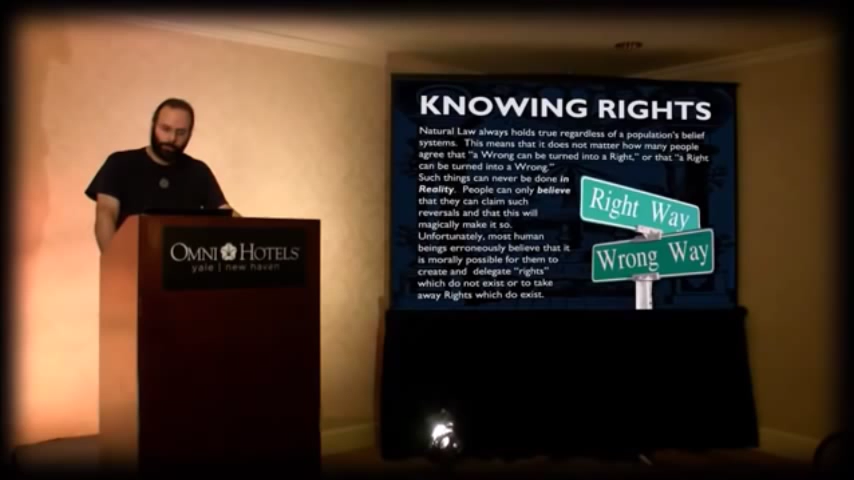 KNOWING RIGHTS
Natural Law always holds true regardless of a population's belief
systems. This means that it does not matter how many people
agree that "a Wrong can be turned into a Right," or that "a Right
can be turned into a Wrong."
Such things can never be done in
Reality. People can only believe
that they can claim such
reversals and that this will
magically make it so.
Unfortunately, most human
beings erroneously believe that it
is morally possible for them to
create and delegate "rights"
which do not exist or to take
away Rights which do exist.
Right Way
Wrong Way
OMNI HOTELS
yale | new haven